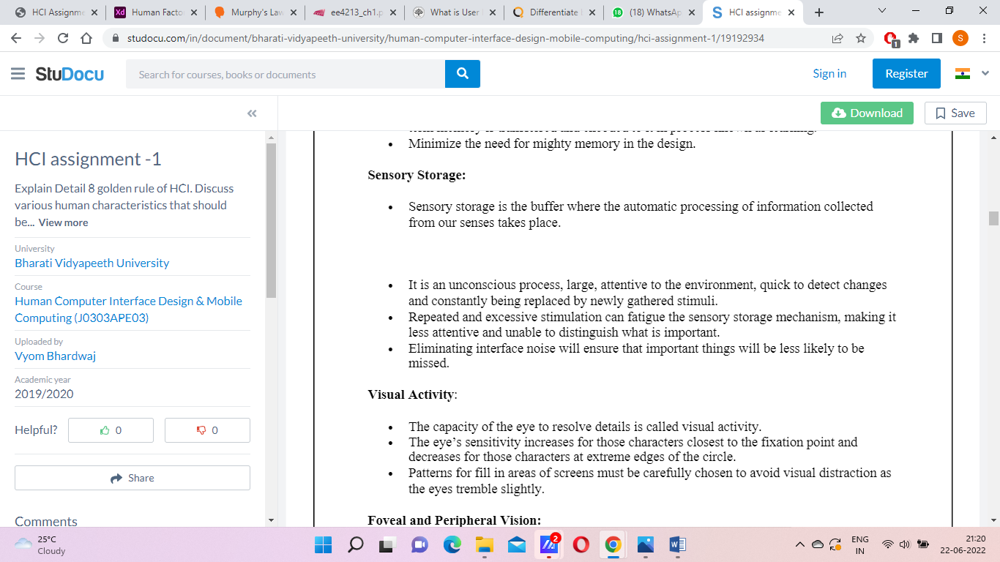 HCI Assignme
Human Facto
Murphy's Law
ee4213_ch1.p
What is User
Differentiate
(18) WhatsAp
HCI assignme
studocu.com/in/document/bharati-vidyapeeth-university/human-computer-interface-design-mobile-computing/hci-assignment-1/19192934
StuDocu
Search for courses, books or documents
Sign in
Register
Download
Save
HCI assignment -1
Explain Detail 8 golden rule of HCI. Discuss
various human characteristics that should
be... View more
University
Bharati Vidyapeeth University
Course
Human Computer Interface Design & Mobile
Computing (J0303APE03)
Uploaded by
Vyom Bhardwaj
Academic year
2019/2020
Helpful?
0
0
Share
Comments
• Minimize the need for mighty memory in the design.
Sensory Storage:
• Sensory storage is the buffer where the automatic processing of information collected
from our senses takes place.
• It is an unconscious process, large, attentive to the environment, quick to detect changes
and constantly being replaced by newly gathered stimuli.
• Repeated and excessive stimulation can fatigue the sensory storage mechanism, making it
less attentive and unable to distinguish what is important.
• Eliminating interface noise will ensure that important things will be less likely to be
missed.
Visual Activity:
• The capacity of the eye to resolve details is called visual activity.
• The eye's sensitivity increases for those characters closest to the fixation point and
decreases for those characters at extreme edges of the circle.
• Patterns for fill in areas of screens must be carefully chosen to avoid visual distraction as
the eyes tremble slightly.
Foveal and Peripheral Vision:
25°C
Cloudy
2
ENG
IN
21:20
22-06-2022